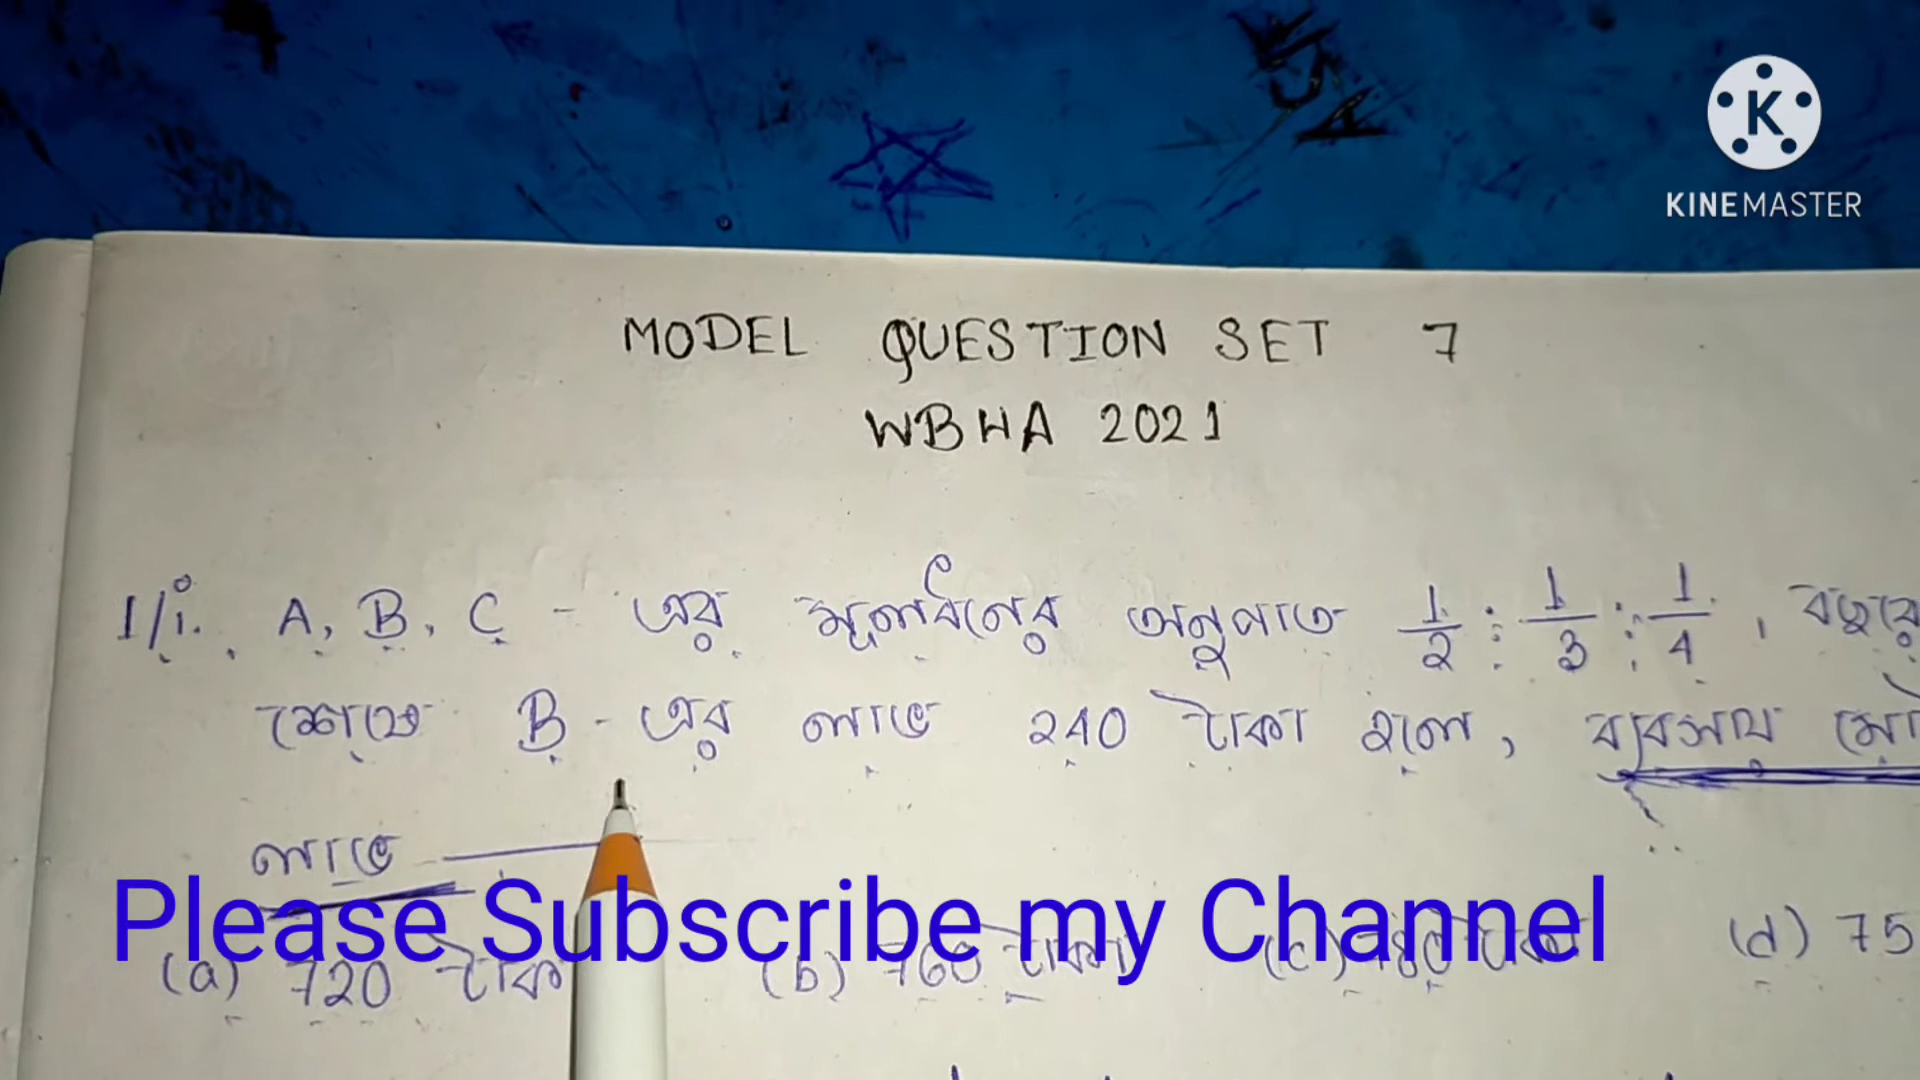 KINEMASTER
MODEL QUESTION SET 7
WBHA 2021
1/i. A, B, C - এর মূলধনের অনুপাত 1/2 : 1/3 : 1/4 , বছরে
শেষে B - এর লাভ 240 টাকা হলে, ব্যবসায়
লাভ
Please Subscribe my Channel
(a) 720 টাকা (b) 760 টাকা (c) 780 টাকা (d) 75